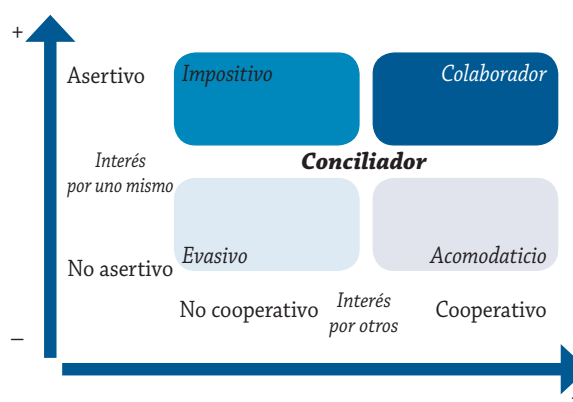 +
Asertivo
Impositivo
Colaborador
Interés
por uno mismo
Conciliador
No asertivo
Evasivo
Acomodaticio
No cooperativo
Interés
por otros
Cooperativo
–